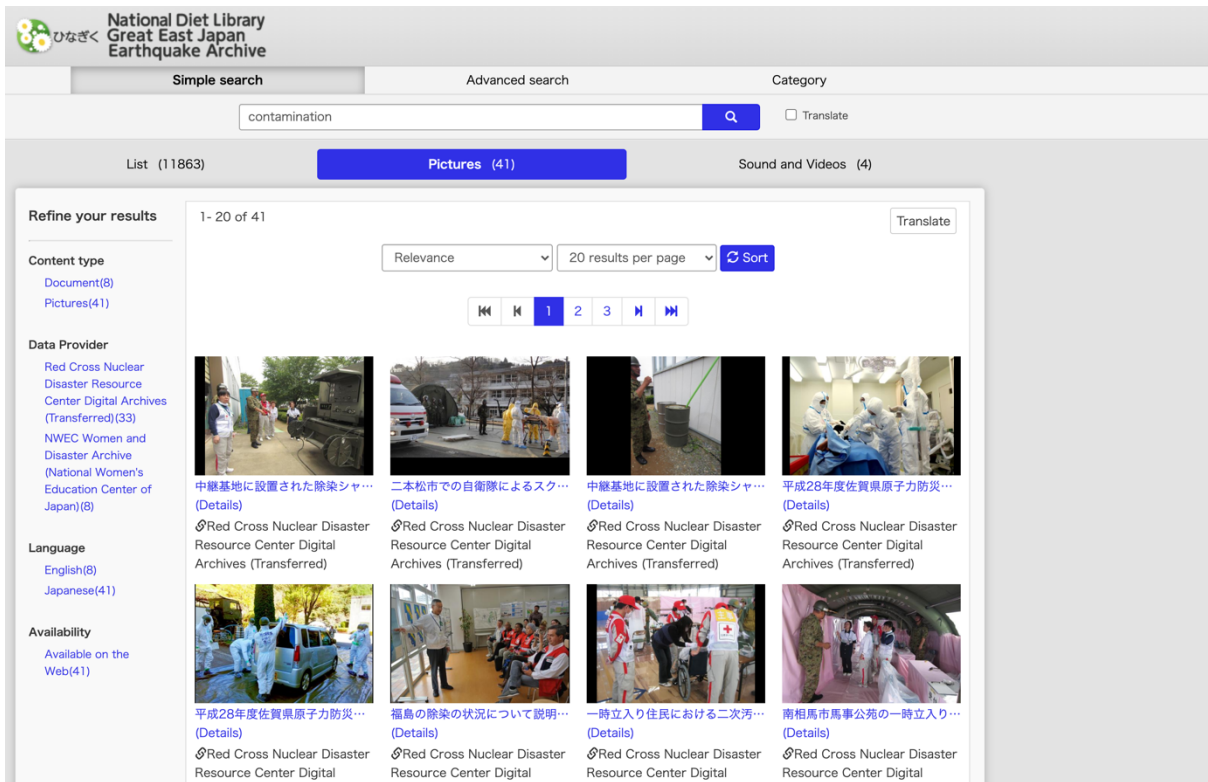 ひなぎく
National Diet Library
Great East Japan
Earthquake Archive
Simple search
Advanced search
Category
contamination
Translate
List (11863)
Pictures (41)
Sound and Videos (4)
Refine your results
Content type
Document(8)
Pictures(41)
Data Provider
Red Cross Nuclear
Disaster Resource
Center Digital Archives
(Transferred)(33)
NWEC Women and
Disaster Archive
(National Women's
Education Center of
Japan)(8)
Language
English(8)
Japanese(41)
Availability
Available on the
Web(41)
1- 20 of 41
Translate
Relevance
20 results per page
Sort
1 2 3
中継基地に設置された除染シャ…
(Details)
Red Cross Nuclear Disaster
Resource Center Digital
Archives (Transferred)
二本松市での自衛隊によるスク…
(Details)
Red Cross Nuclear Disaster
Resource Center Digital
Archives (Transferred)
中継基地に設置された除染シャ…
(Details)
Red Cross Nuclear Disaster
Resource Center Digital
Archives (Transferred)
平成28年度佐賀県原子力防災…
(Details)
Red Cross Nuclear Disaster
Resource Center Digital
Archives (Transferred)
平成28年度佐賀県原子力防災…
(Details)
Red Cross Nuclear Disaster
Resource Center Digital
福島の除染の状況について説明…
(Details)
Red Cross Nuclear Disaster
Resource Center Digital
一時立入り住民における二次汚…
(Details)
Red Cross Nuclear Disaster
Resource Center Digital
南相馬市馬事公苑の一時立入り…
(Details)
Red Cross Nuclear Disaster
Resource Center Digital